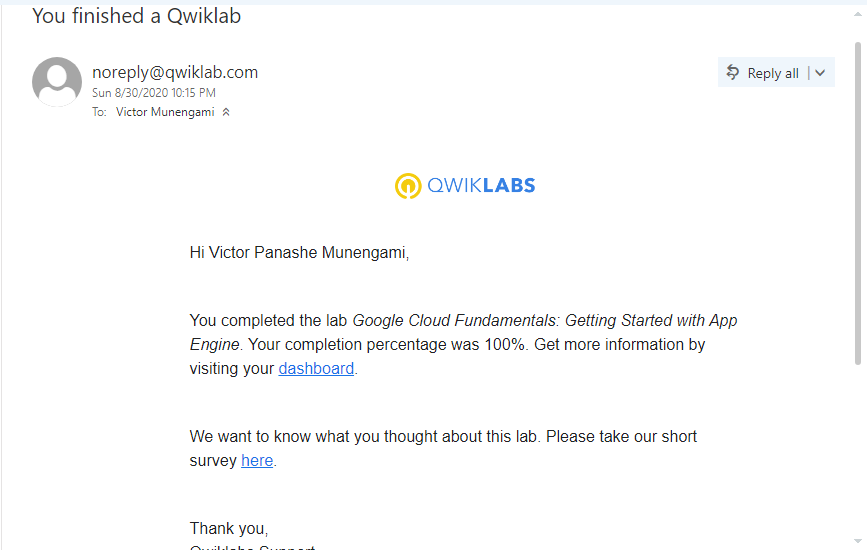 You finished a Qwiklab
noreply@qwiklab.com
Reply all
Sun 8/30/2020 10:15 PM
To: Victor Munengami
QWIKLABS
Hi Victor Panashe Munengami,
You completed the lab Google Cloud Fundamentals: Getting Started with App
Engine. Your completion percentage was 100%. Get more information by
visiting your dashboard.
We want to know what you thought about this lab. Please take our short
survey here.
Thank you,
Qwiklabs Support